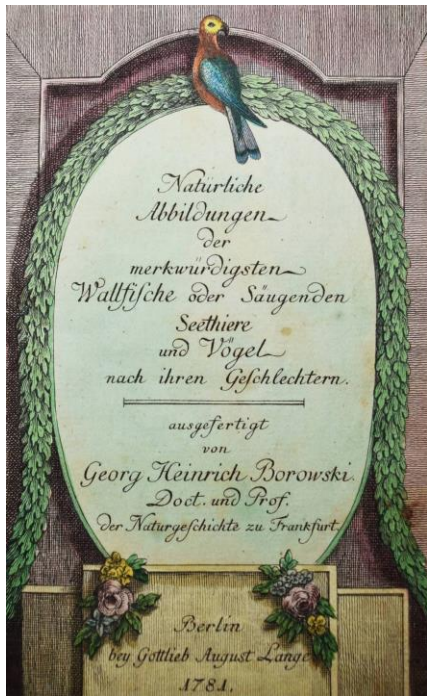 Natürliche
Abbildungen
der
merkwürdigsten
Wallfische oder Säugenden
Seethiere
und Vögel
nach ihren Geschlechtern.
ausgefertigt
von
Georg Heinrich Borowski.
Doct. und Prof.
der Naturgeschichte zu Frankfurt.
Berlin
bey Gottlieb August Lange
1781.